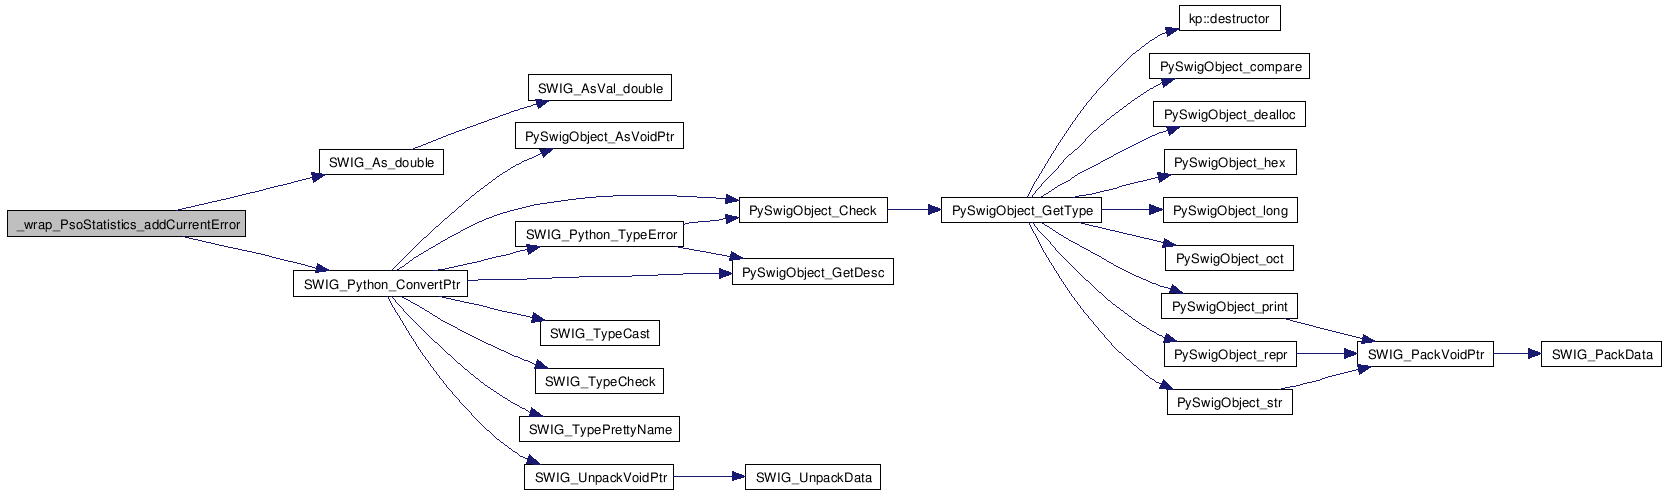 _wrap_PsoStatistics_addCurrentError
SWIG_As_double
SWIG_Python_ConvertPtr
SWIG_AsVal_double
PySwigObject_AsVoidPtr
SWIG_Python_TypeError
SWIG_TypeCast
SWIG_TypeCheck
SWIG_TypePrettyName
SWIG_UnpackVoidPtr
PySwigObject_Check
PySwigObject_GetDesc
SWIG_UnpackData
PySwigObject_GetType
kp::destructor
PySwigObject_compare
PySwigObject_dealloc
PySwigObject_hex
PySwigObject_long
PySwigObject_oct
PySwigObject_print
PySwigObject_repr
PySwigObject_str
SWIG_PackVoidPtr
SWIG_PackData